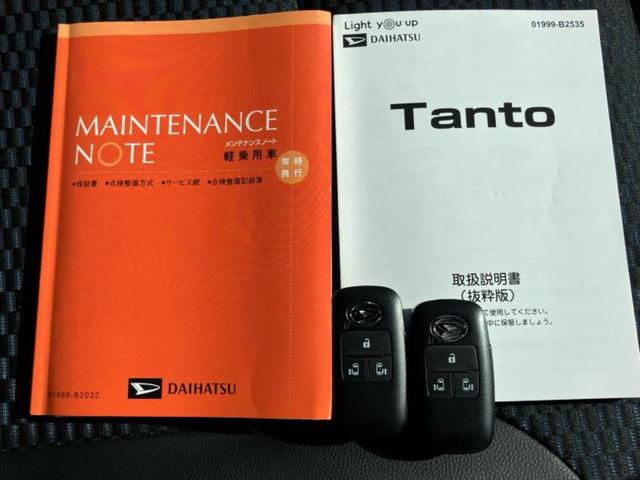 MAINTENANCE
NOTE
メンテナンスノート
軽乗用車
常時
携行
●保証書 ●点検整備方式 ●サービス網 ●点検整備記録簿
DAIHATSU
01989-B2032
Light you up
DAIHATSU
01999-B2535
Tanto
取扱説明書
(抜粋版)
て使用してください。
中に保管しましょう。